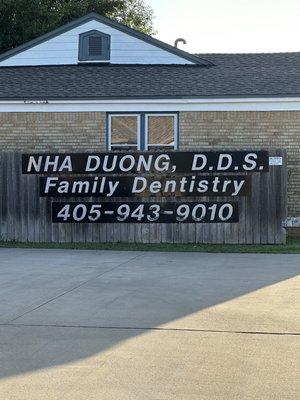 NHA DUONG, D.D.S.
Family Dentistry
405-943-9010